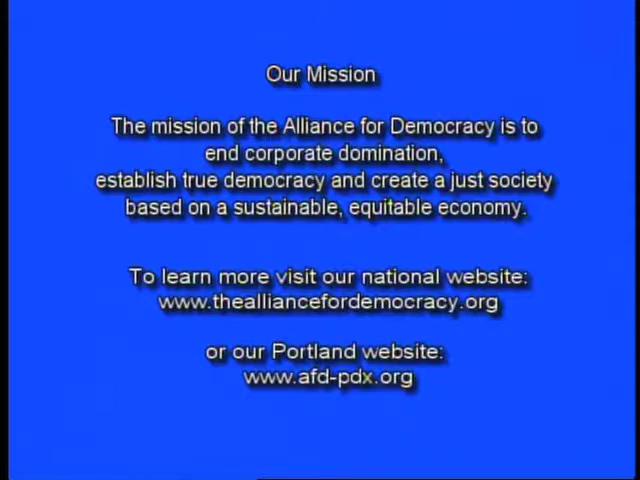 Our Mission
The mission of the Alliance for Democracy is to
end corporate domination,
establish true democracy and create a just society
based on a sustainable, equitable economy.
To learn more visit our national website:
www.thealliancefordemocracy.org
or our Portland website:
www.afd-pdx.org